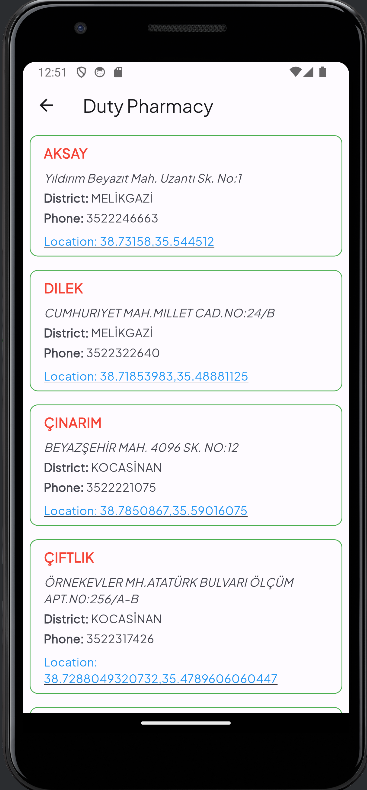 12:51
Duty Pharmacy
AKSAY
Yıldırım Beyazıt Mah. Uzantı Sk. No:1
District: MELİKGAZİ
Phone: 3522246663
Location: 38.73158,35.544512
DILEK
CUMHURIYET MAH.MILLET CAD.NO:24/B
District: MELİKGAZİ
Phone: 3522322640
Location: 38.71853983,35.48881125
ÇINARIM
BEYAZŞEHİR MAH. 4096 SK. NO:12
District: KOCASİNAN
Phone: 3522221075
Location: 38.7850867,35.59016075
ÇIFTLIK
ÖRNEKEVLER MH.ATATÜRK BULVARI ÖLÇÜM
APT.N0:256/A-B
District: KOCASİNAN
Phone: 3522317426
Location:
38.7288049320732,35.4789606060447